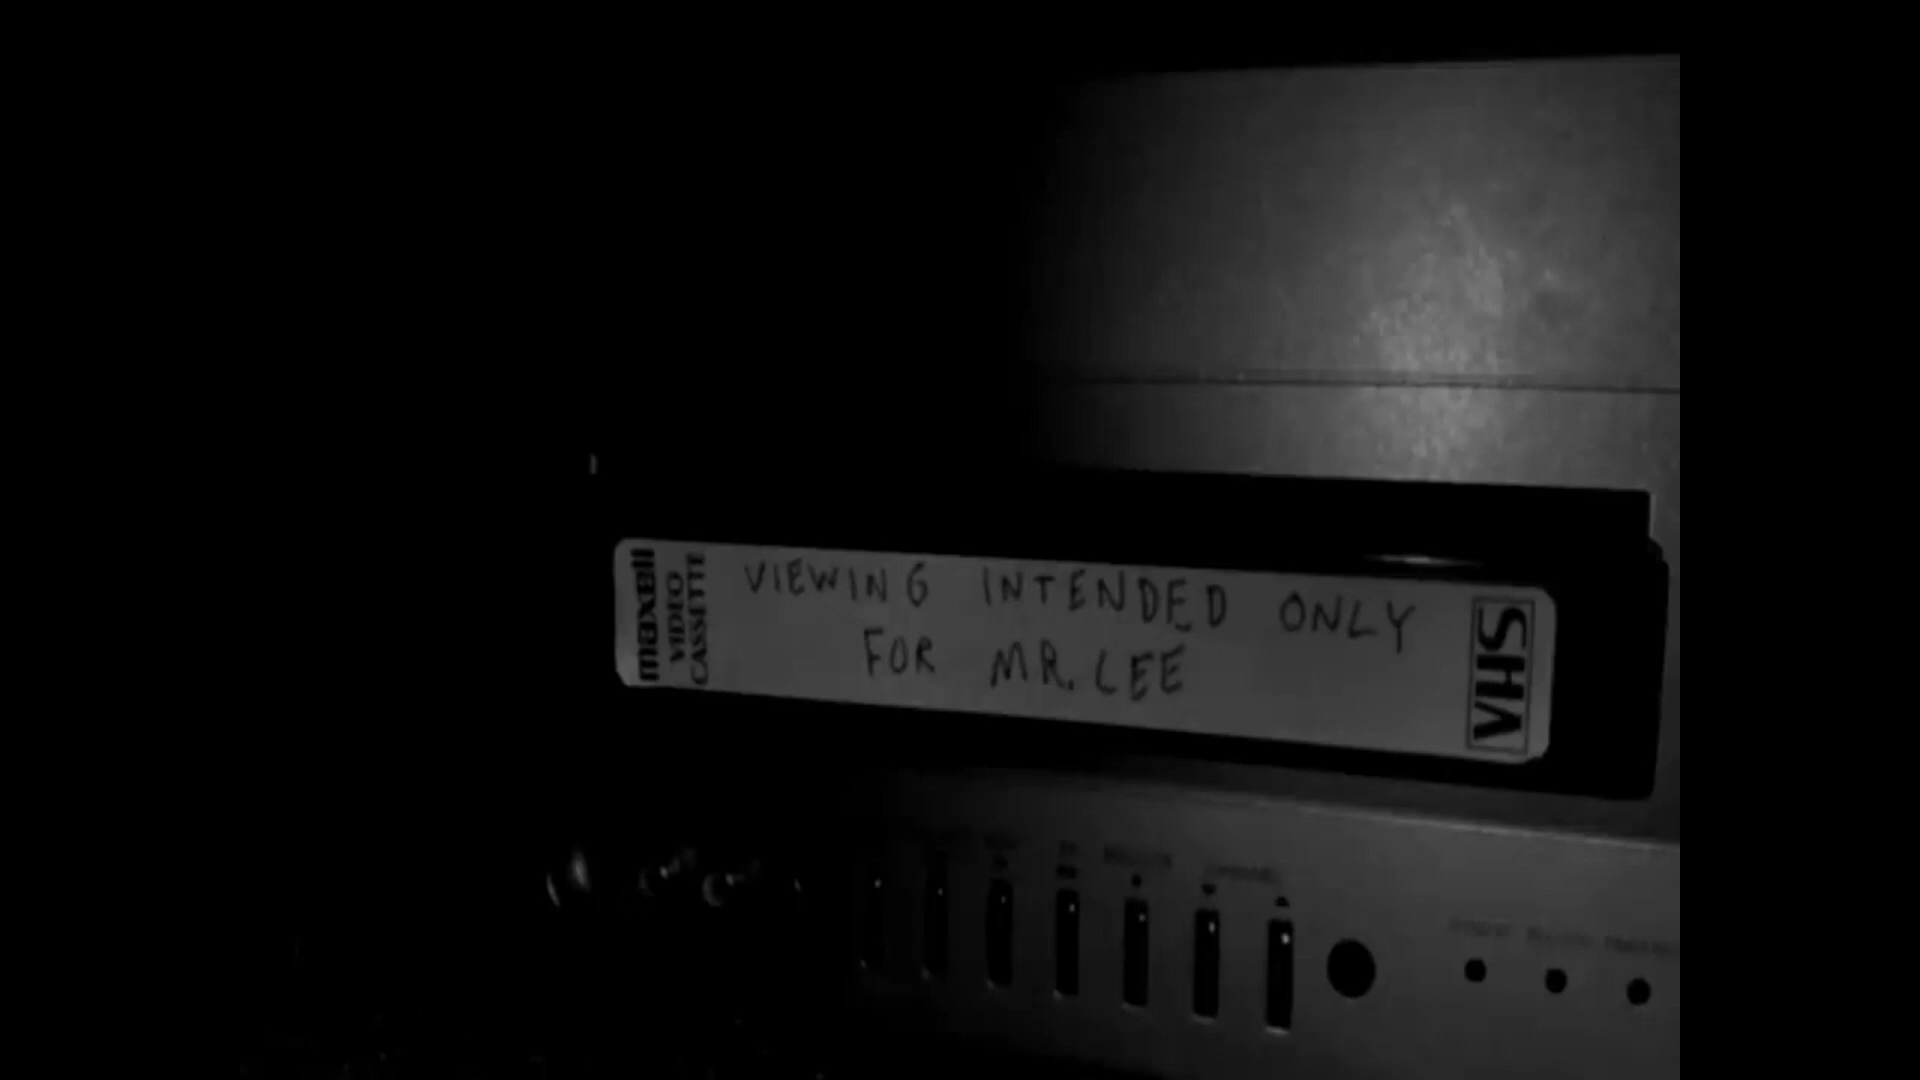 maxell
VIDEO
CASSETTE
VIEWING INTENDED ONLY
FOR MR. LEE
VHS